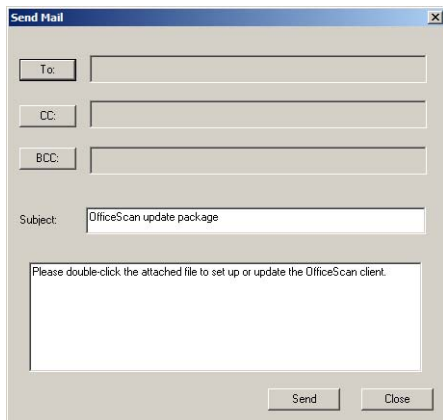 Send Mail
To:
CC:
BCC:
Subject: OfficeScan update package
Please double-click the attached file to set up or update the OfficeScan client.
Send Close